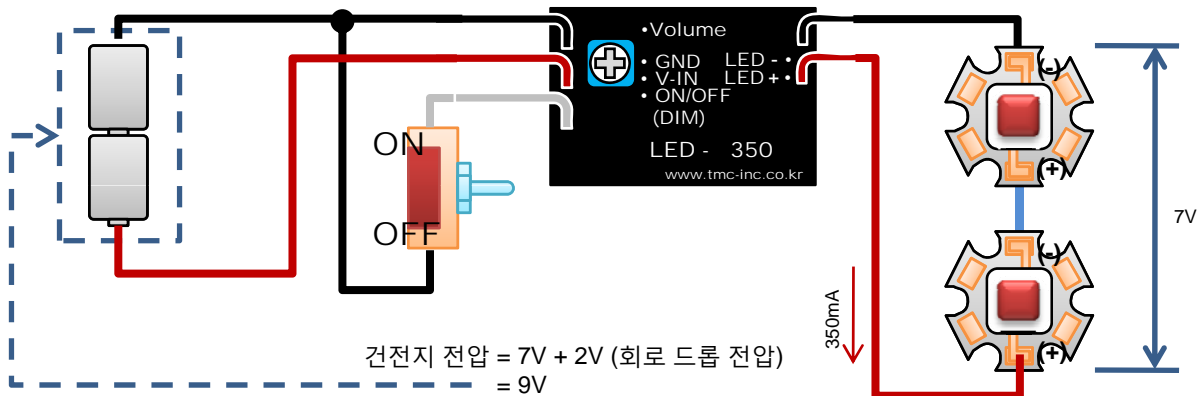 •Volume
• GND LED - •
• V-IN LED + •
• ON/OFF
(DIM)
LED - 350
www.tmc-inc.co.kr
ON
OFF
(-)
(+)
(-)
(+)
7V
350mA
건전지 전압 = 7V + 2V (회로 드롭 전압)
= 9V